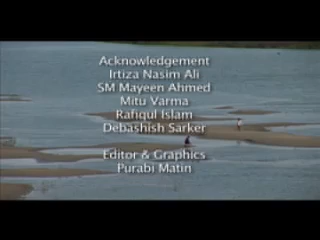 Acknowledgement
Irtiza Nasim Ali
SM Mayeen Ahmed
Mitu Varma
Rafiqul Islam
Debashish Sarker
Editor & Graphics
Purabi Matin